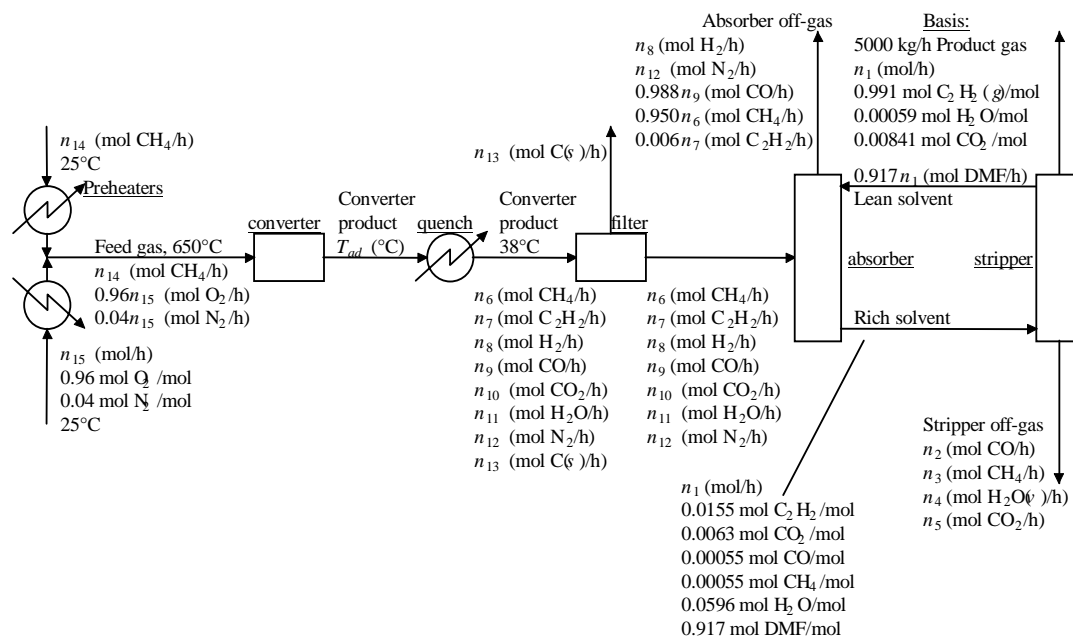 Absorber off-gas
n8 (mol H2/h)
n12 (mol N2/h)
0.988n9 (mol CO/h)
0.950n6 (mol CH4/h)
0.006n7 (mol C2H2/h)
Basis:
5000 kg/h Product gas
n1 (mol/h)
0.991 mol C2H2(g)/mol
0.00059 mol H2O/mol
0.00841 mol CO2/mol
n14 (mol CH4/h)
25°C
Preheaters
n13 (mol C(s)/h)
0.917n1 (mol DMF/h)
Lean solvent
converter
Converter
product
Tad (°C)
quench
Converter
product
38°C
filter
Feed gas, 650°C
n14 (mol CH4/h)
0.96n15 (mol O2/h)
0.04n15 (mol N2/h)
absorber
stripper
Rich solvent
n15 (mol/h)
0.96 mol O2/mol
0.04 mol N2/mol
25°C
n6 (mol CH4/h)
n7 (mol C2H2/h)
n8 (mol H2/h)
n9 (mol CO/h)
n10 (mol CO2/h)
n11 (mol H2O/h)
n12 (mol N2/h)
n13 (mol C(s)/h)
n6 (mol CH4/h)
n7 (mol C2H2/h)
n8 (mol H2/h)
n9 (mol CO/h)
n10 (mol CO2/h)
n11 (mol H2O/h)
n12 (mol N2/h)
Stripper off-gas
n2 (mol CO/h)
n3 (mol CH4/h)
n4 (mol H2O(v)/h)
n5 (mol CO2/h)
n1 (mol/h)
0.0155 mol C2H2/mol
0.0063 mol CO2/mol
0.00055 mol CO/mol
0.00055 mol CH4/mol
0.0596 mol H2O/mol
0.917 mol DMF/mol